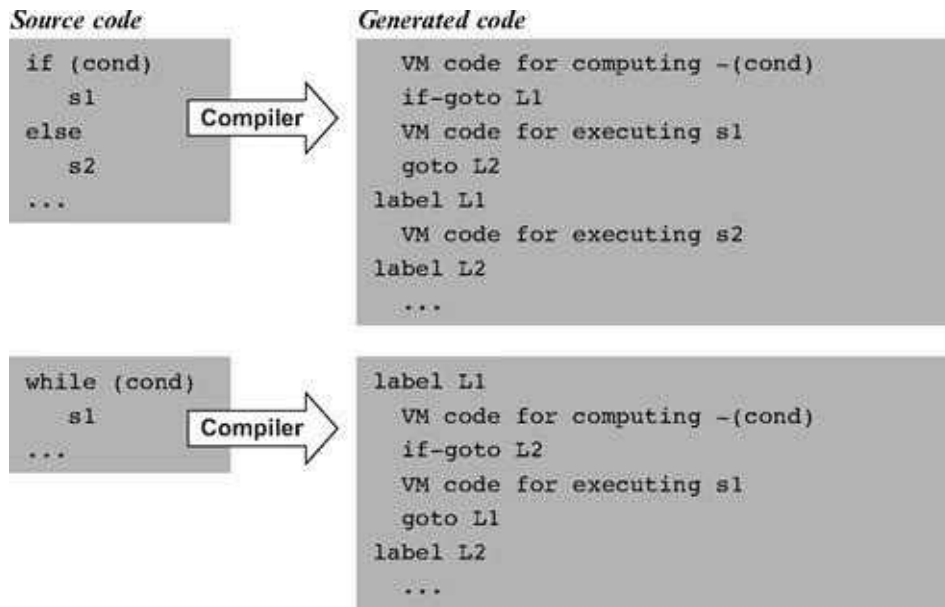 Source code
Generated code
if (cond)
s1
else
s2
...
Compiler
VM code for computing ~(cond)
if-goto L1
VM code for executing s1
goto L2
label L1
VM code for executing s2
label L2
...
while (cond)
s1
...
Compiler
label L1
VM code for computing ~(cond)
if-goto L2
VM code for executing s1
goto L1
label L2
...